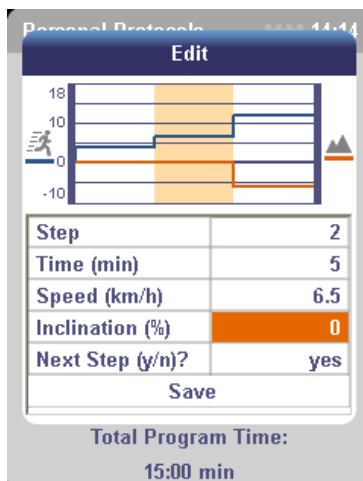 Personal Protocols 14:14
Edit
18
10
0
-10
Step 2
Time (min) 5
Speed (km/h) 6.5
Inclination (%) 0
Next Step (y/n)? yes
Save
Total Program Time:
15:00 min